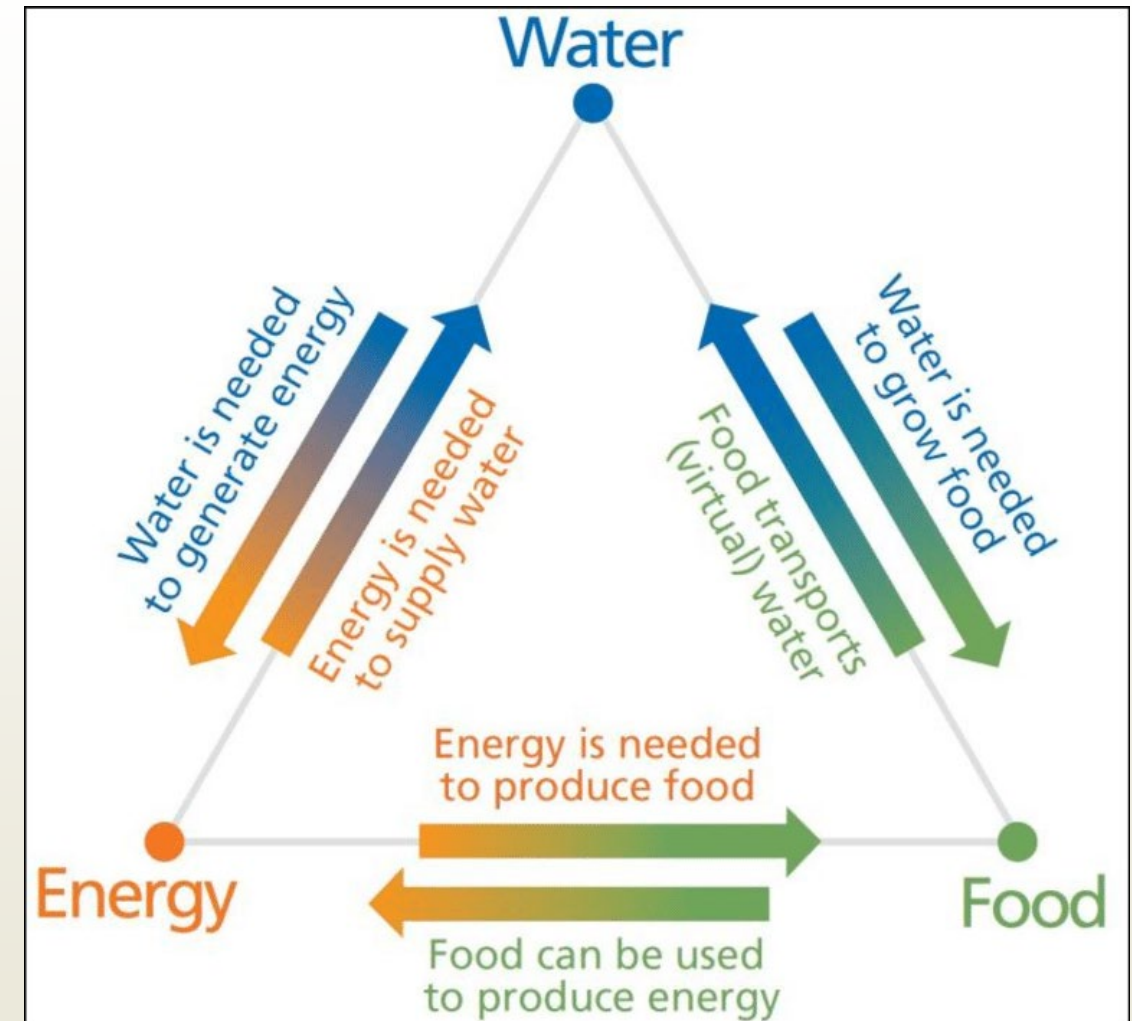 Water
Water is needed
to generate energy
Energy is needed
to supply water
Food transports
(virtual) water
Water is needed
to grow food
Energy is needed
to produce food
Energy
Food
Food can be used
to produce energy